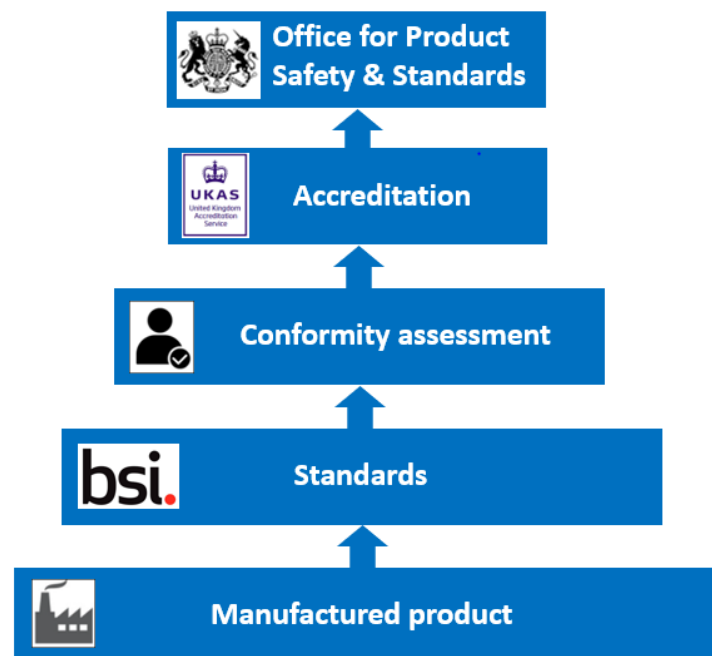 Office for Product
Safety & Standards
UKAS
United Kingdom
Accreditation
Service
Accreditation
Conformity assessment
bsi.
Standards
Manufactured product